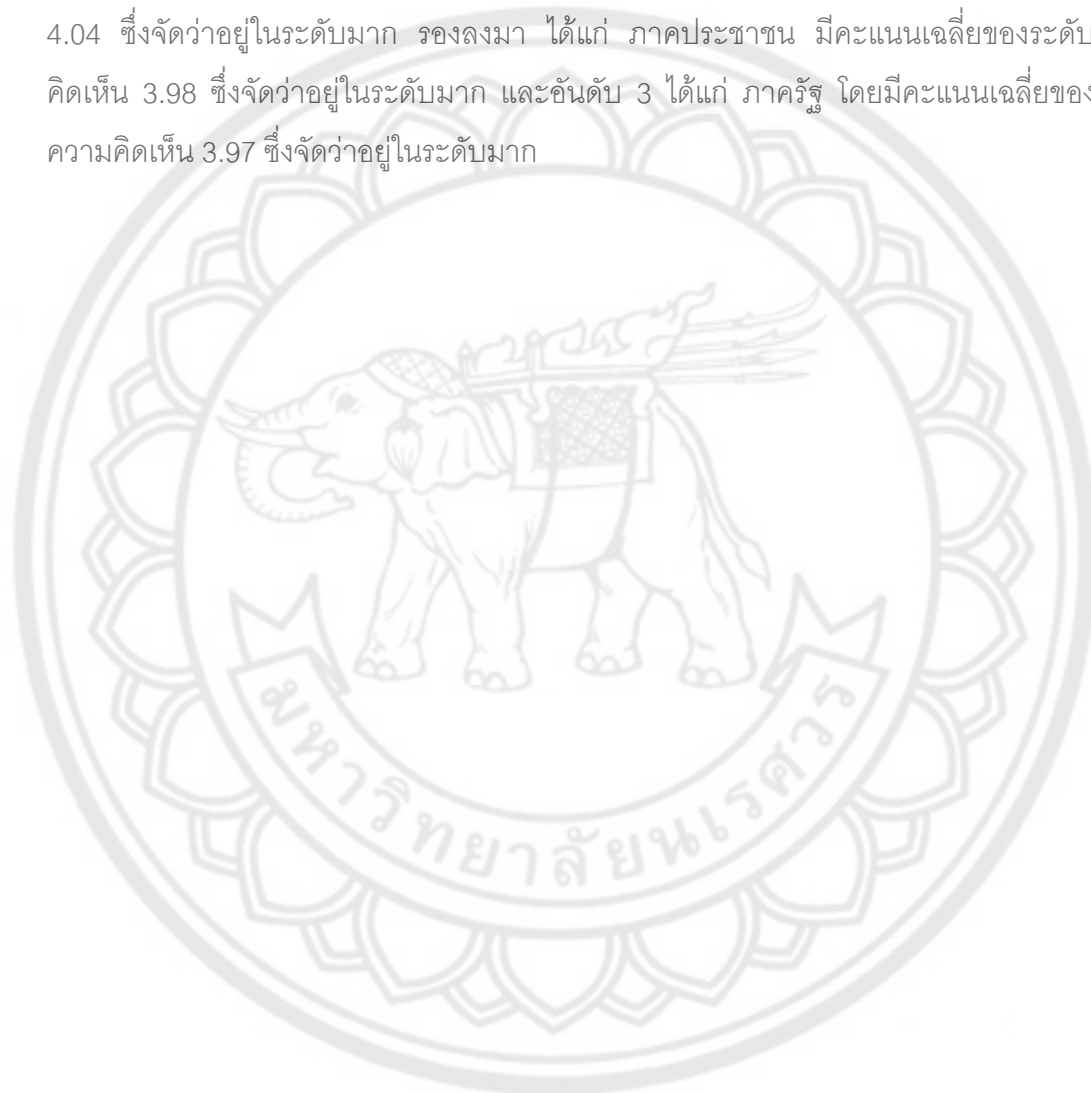 4.04 ซึ่งจัดว่าอยู่ในระดับมาก รองลงมา ได้แก่ ภาคประชาชน มีคะแนนเฉลี่ยของระดับ
คิดเห็น 3.98 ซึ่งจัดว่าอยู่ในระดับมาก และอันดับ 3 ได้แก่ ภาครัฐ โดยมีคะแนนเฉลี่ยของ
ความคิดเห็น 3.97 ซึ่งจัดว่าอยู่ในระดับมาก
มหาวิทยาลัยนเรศวร